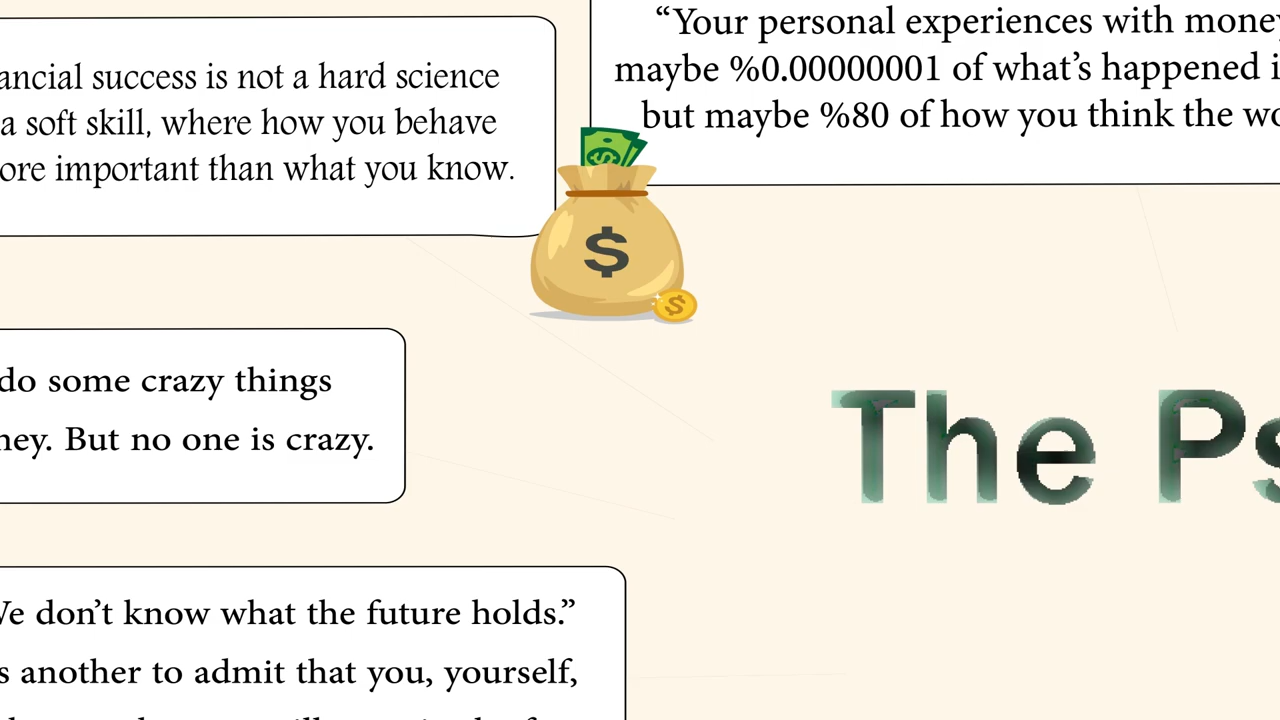 ancial success is not a hard science
a soft skill, where how you behave
ore important than what you know.
“Your personal experiences with money
maybe %0.00000001 of what’s happened i
but maybe %80 of how you think the wo
$
$
do some crazy things
ney. But no one is crazy.
The Ps
We don’t know what the future holds.”
s another to admit that you, yourself,